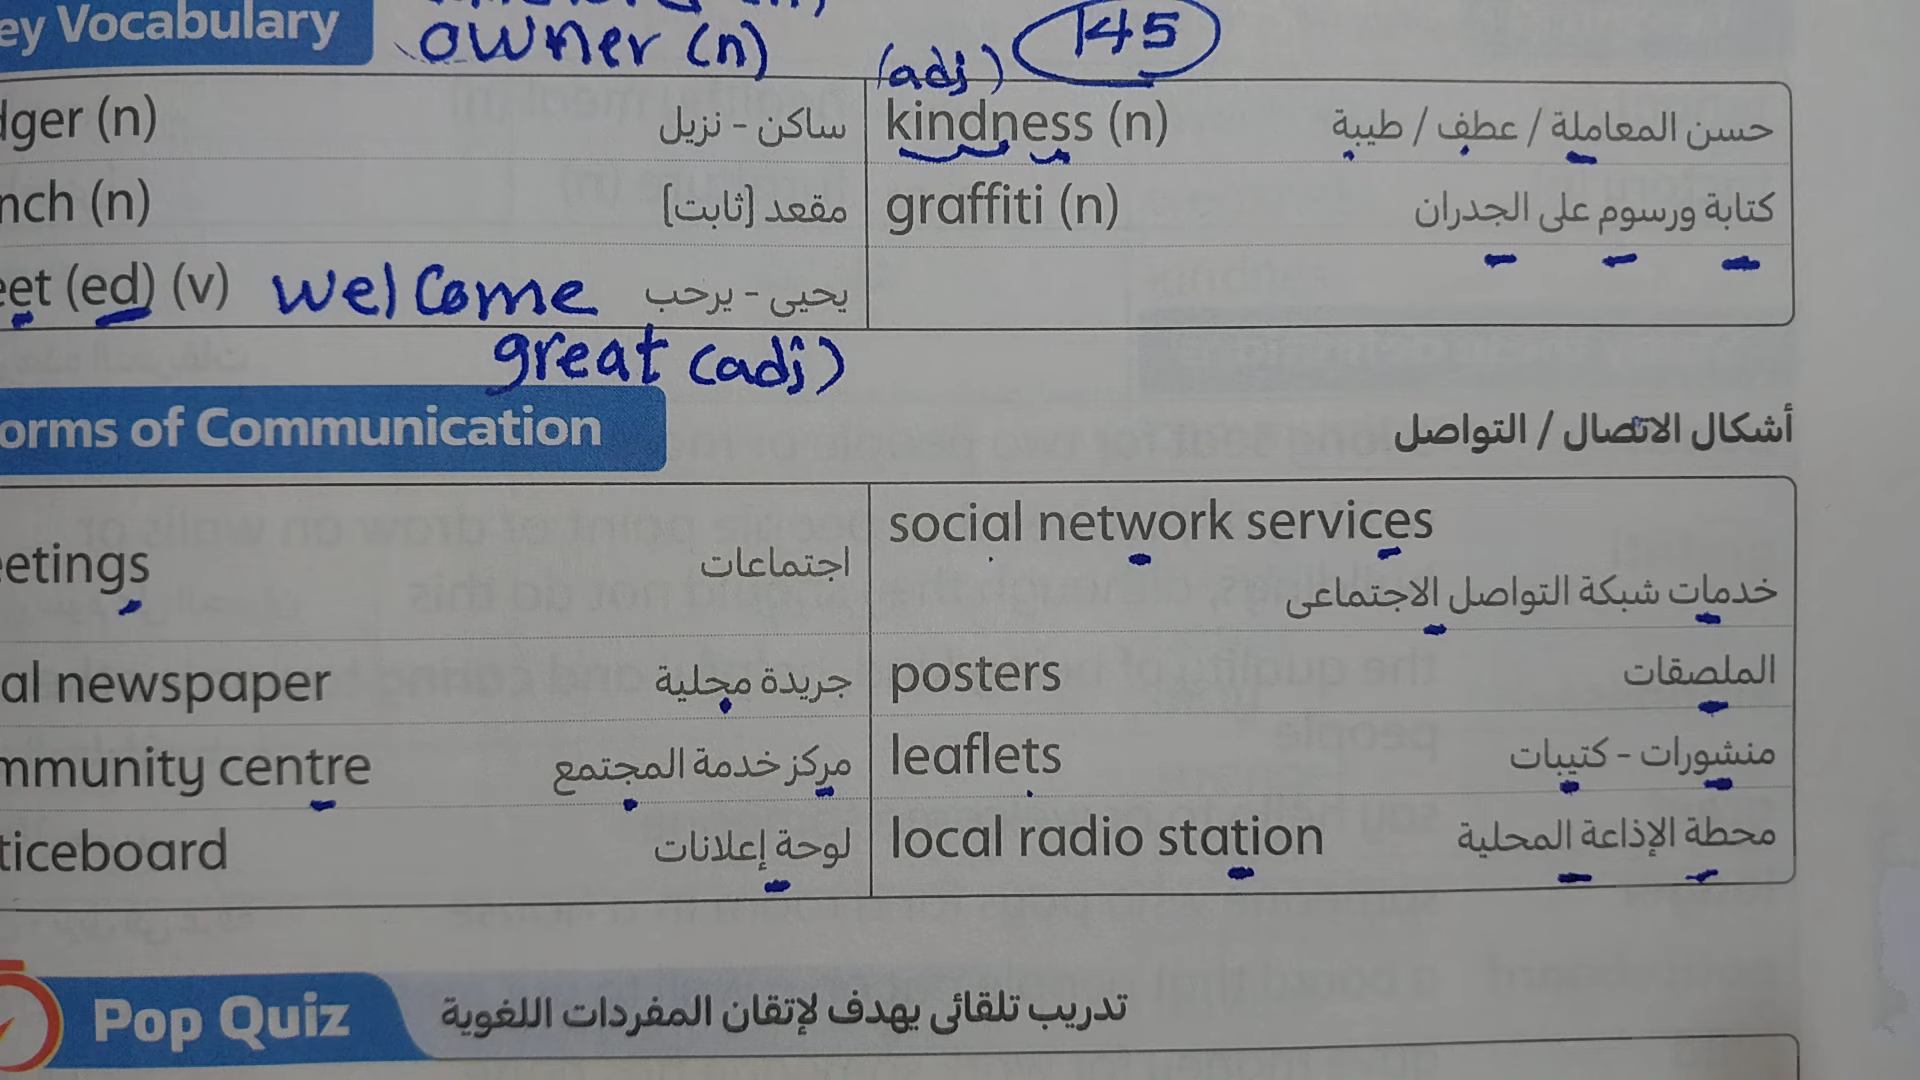 ey Vocabulary
owner (n)
(adj)
145
dger (n) ساكن - نزيل
kindness (n) حسن المعاملة / عطف / طيبة
nch (n) مقعد [ثابت]
graffiti (n) كتابة ورسوم على الجدران
eet (ed) (v) welcome يحيى - يرحب
great (adj)
orms of Communication أشكال الاتصال / التواصل
etings اجتماعات
social network services
خدمات شبكة التواصل الاجتماعى
al newspaper جريدة محلية
posters الملصقات
mmunity centre مركز خدمة المجتمع
leaflets منشورات - كتيبات
ticeboard لوحة إعلانات
local radio station محطة الإذاعة المحلية
Pop Quiz تدريب تلقائى يهدف لإتقان المفردات اللغوية